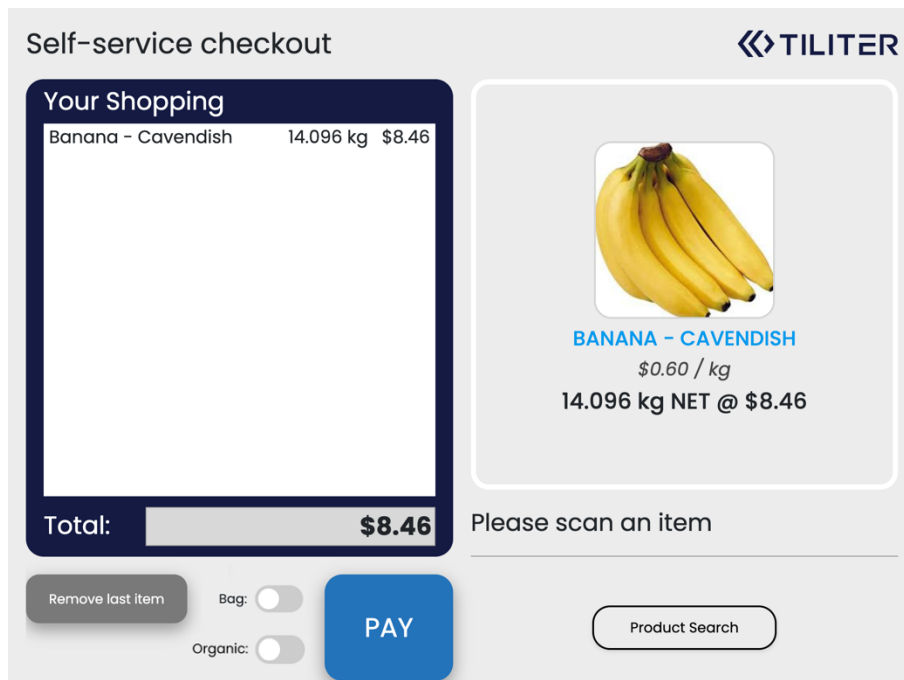 Self-service checkout
TILITER
Your Shopping
Banana - Cavendish 14.096 kg $8.46
Total: $8.46
BANANA - CAVENDISH
$0.60 / kg
14.096 kg NET @ $8.46
Please scan an item
Remove last item
Bag:
Organic:
PAY
Product Search